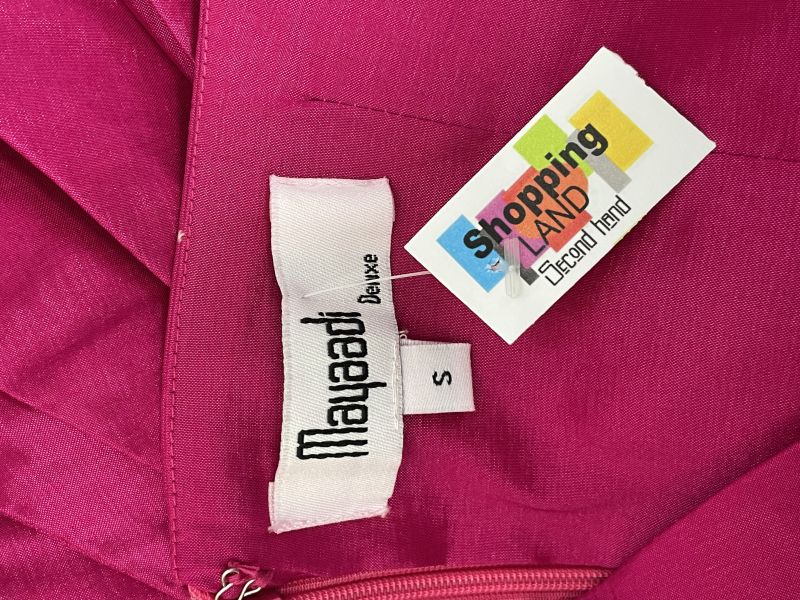 Mayaadi
Deluxe
S
Shopping
LAND
Second hand